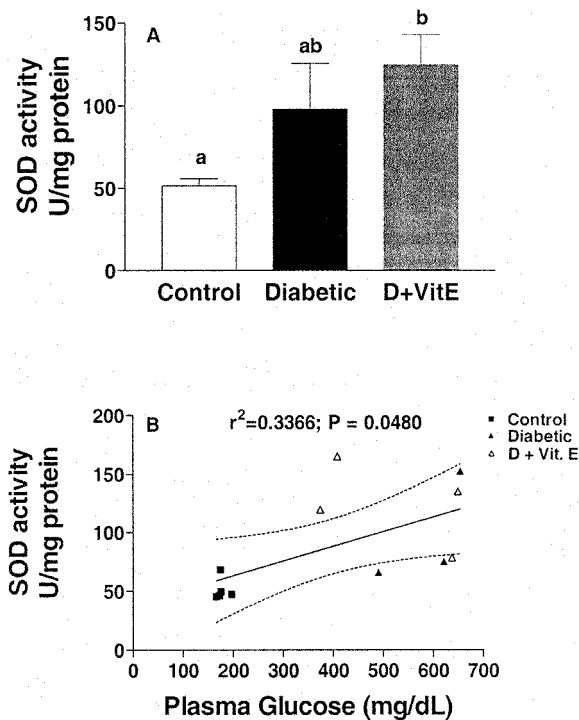 A
150
100
50
0
SOD activity
U/mg protein
a
ab
b
Control
Diabetic
D+VitE
B
r2=0.3366; P = 0.0480
■ Control
▲ Diabetic
△ D + Vit. E
200
150
100
50
0
SOD activity
U/mg protein
0 100 200 300 400 500 600 700
Plasma Glucose (mg/dL)